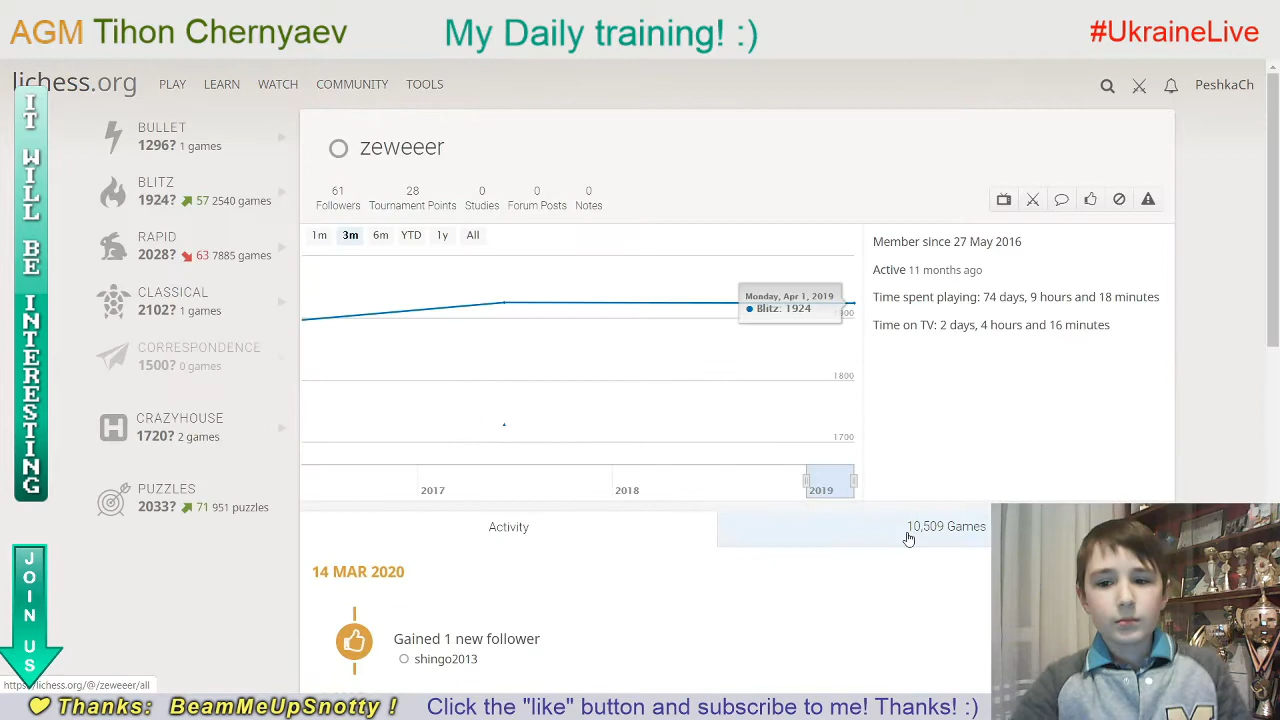 AGM Tihon Chernyaev
My Daily training! :)
#UkraineLive
lichess.org
PLAY LEARN WATCH COMMUNITY TOOLS
PeshkaCh
IT WILL BE INTERESTING
JOIN US
BULLET
1296? 1 games
BLITZ
1924? 57 2540 games
RAPID
2028? 63 7885 games
CLASSICAL
2102? 1 games
CORRESPONDENCE
1500? 0 games
CRAZYHOUSE
1720? 2 games
PUZZLES
2033? 71 951 puzzles
zeweeer
61 28 0 0 0
Followers Tournament Points Studies Forum Posts Notes
1m 3m 6m YTD 1y All
Monday, Apr 1, 2019
Blitz: 1924
1900
1800
1700
2017 2018 2019
Member since 27 May 2016
Active 11 months ago
Time spent playing: 74 days, 9 hours and 18 minutes
Time on TV: 2 days, 4 hours and 16 minutes
Activity
10,509 Games
14 MAR 2020
Gained 1 new follower
shingo2013
https://lichess.org/@/zeweeer/all
Thanks: BeamMeUpSnotty !
Click the "like" button and subscribe to me! Thanks! :)